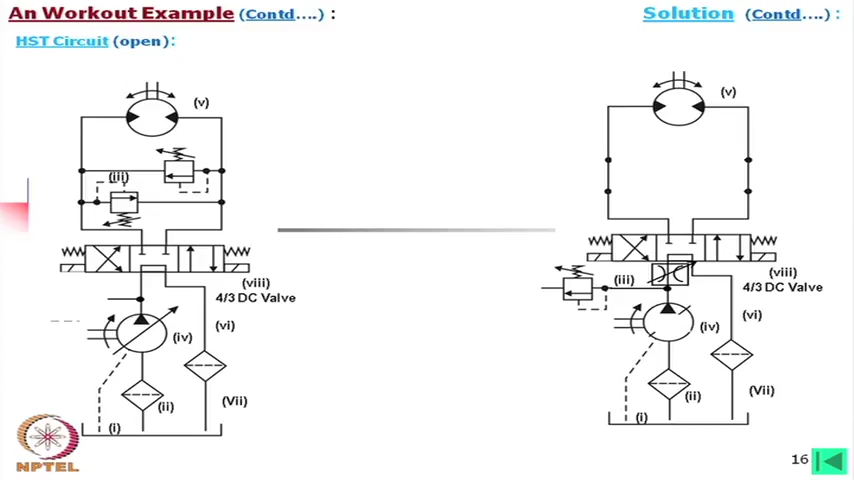 An Workout Example (Contd....) :
Solution (Contd....) :
HST Circuit (open):
(v)
(iii)
(viii)
4/3 DC Valve
(vi)
(iv)
(ii)
(Vii)
(i)
(v)
(iii)
(viii)
4/3 DC Valve
(vi)
(iv)
(ii)
(Vii)
(i)
NPTEL
16